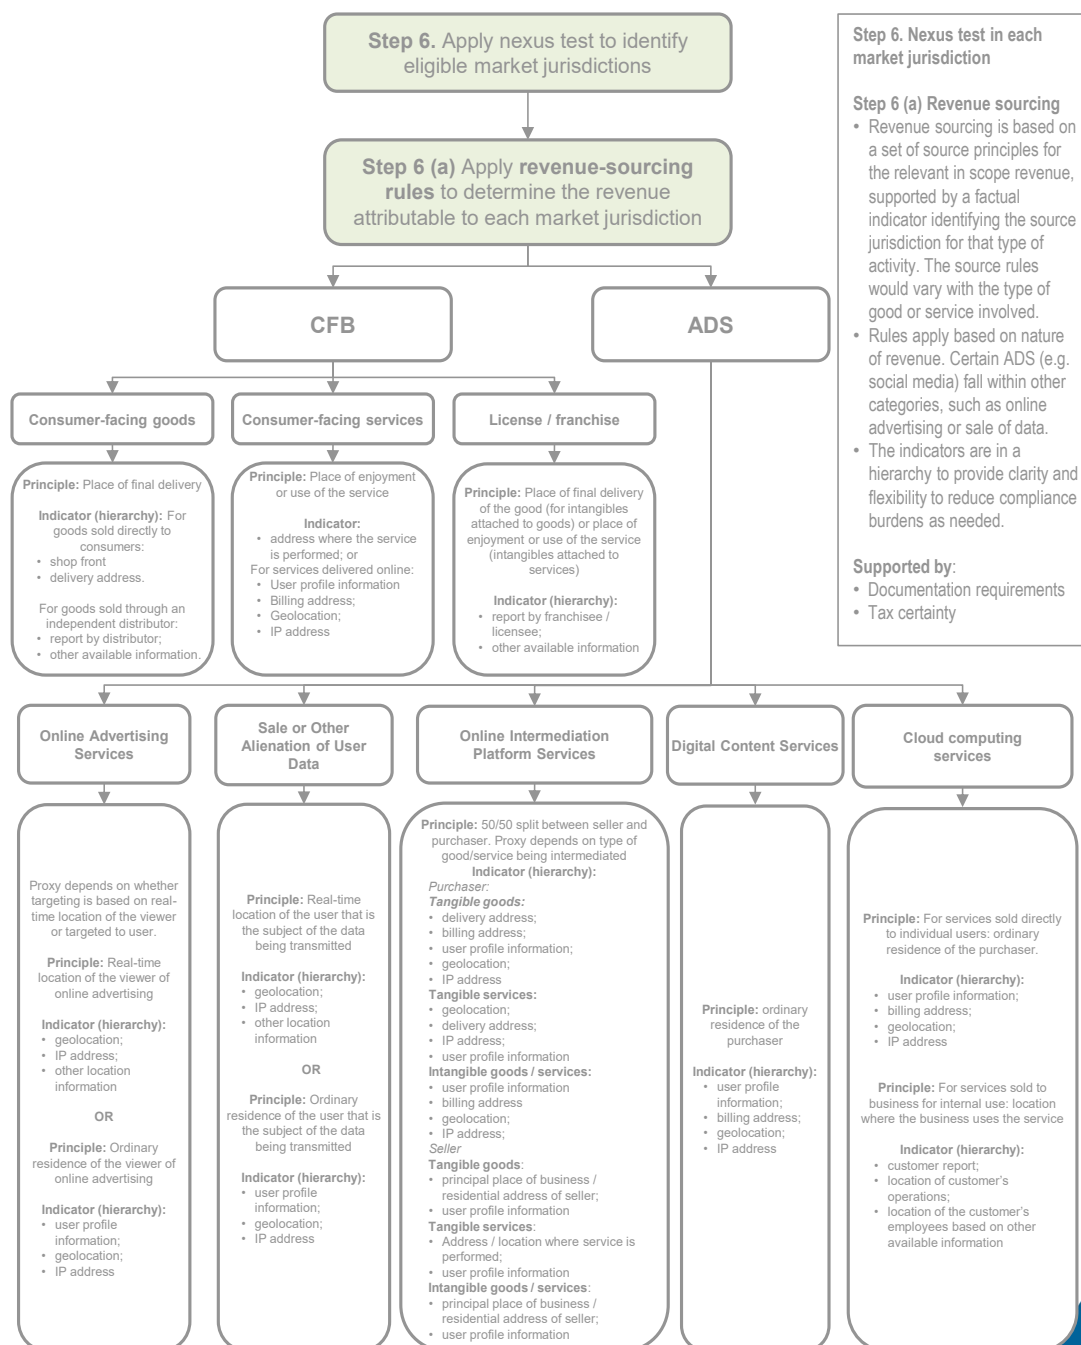 Step 6. Apply nexus test to identify
eligible market jurisdictions
Step 6 (a) Apply revenue-sourcing
rules to determine the revenue
attributable to each market jurisdiction
CFB
ADS
Consumer-facing goods
Consumer-facing services
License / franchise
Principle: Place of final delivery
Indicator (hierarchy): For
goods sold directly to
consumers:
• shop front
• delivery address.
For goods sold through an
independent distributor:
• report by distributor;
• other available information.
Principle: Place of enjoyment
or use of the service
Indicator:
• address where the service
is performed; or
For services delivered online:
• User profile information
• Billing address;
• Geolocation;
• IP address
Principle: Place of final delivery
of the good (for intangibles
attached to goods) or place of
enjoyment or use of the service
(intangibles attached to
services)
Indicator (hierarchy):
• report by franchisee /
licensee;
• other available information
Online Advertising
Services
Sale or Other
Alienation of User
Data
Online Intermediation
Platform Services
Digital Content Services
Cloud computing
services
Proxy depends on whether
targeting is based on real-
time location of the viewer
or targeted to user.
Principle: Real-time
location of the viewer of
online advertising
Indicator (hierarchy):
• geolocation;
• IP address;
• other location
information
OR
Principle: Ordinary
residence of the viewer of
online advertising
Indicator (hierarchy):
• user profile
information;
• geolocation;
• IP address
Principle: Real-time
location of the user that is
the subject of the data
being transmitted
Indicator (hierarchy):
• geolocation;
• IP address;
• other location
information
OR
Principle: Ordinary
residence of the user that is
the subject of the data
being transmitted
Indicator (hierarchy):
• user profile
information;
• geolocation;
• IP address
Principle: 50/50 split between seller and
purchaser. Proxy depends on type of
good/service being intermediated
Indicator (hierarchy):
Purchaser:
Tangible goods:
• delivery address;
• billing address;
• user profile information;
• geolocation;
• IP address
Tangible services:
• geolocation;
• delivery address;
• IP address;
• user profile information
Intangible goods / services:
• user profile information
• billing address
• geolocation;
• IP address;
Seller
Tangible goods:
• principal place of business /
residential address of seller;
• user profile information
Tangible services:
• Address / location where service is
performed;
• user profile information
Intangible goods / services:
• principal place of business /
residential address of seller;
• user profile information
Principle: ordinary
residence of the
purchaser
Indicator (hierarchy):
• user profile
information;
• billing address;
• geolocation;
• IP address
Principle: For services sold directly
to individual users: ordinary
residence of the purchaser.
Indicator (hierarchy):
• user profile information;
• billing address;
• geolocation;
• IP address
Principle: For services sold to
business for internal use: location
where the business uses the service
Indicator (hierarchy):
• customer report;
• location of customer's
operations;
• location of the customer's
employees based on other
available information
Step 6. Nexus test in each
market jurisdiction
Step 6 (a) Revenue sourcing
• Revenue sourcing is based on
a set of source principles for
the relevant in scope revenue,
supported by a factual
indicator identifying the source
jurisdiction for that type of
activity. The source rules
would vary with the type of
good or service involved.
• Rules apply based on nature
of revenue. Certain ADS (e.g.
social media) fall within other
categories, such as online
advertising or sale of data.
• The indicators are in a
hierarchy to provide clarity and
flexibility to reduce compliance
burdens as needed.
Supported by:
• Documentation requirements
• Tax certainty